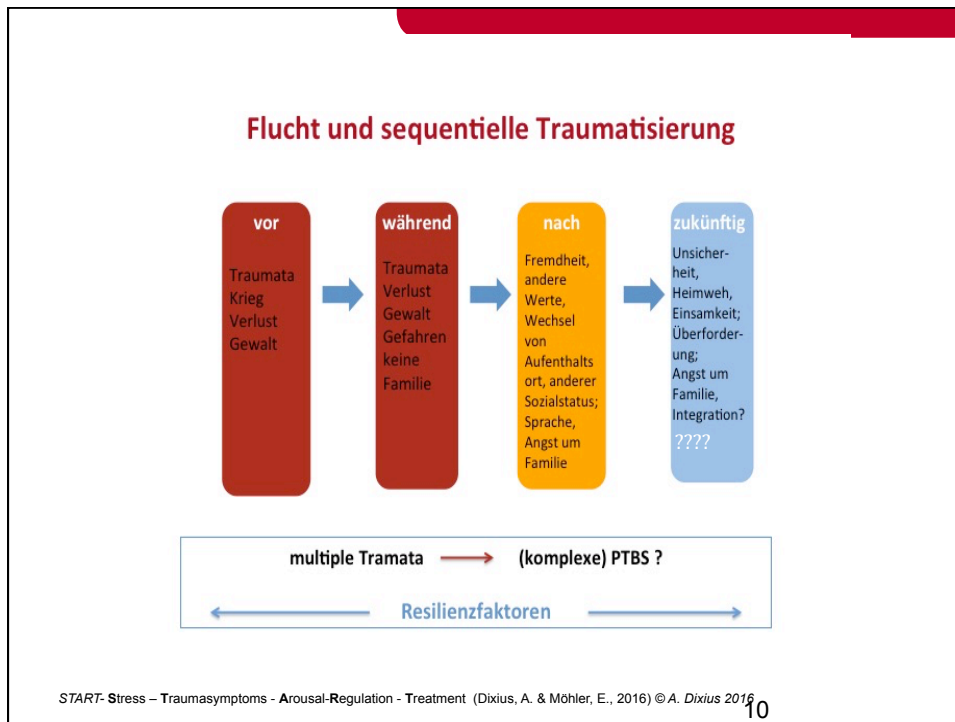 Flucht und sequentielle Traumatisierung
vor
Traumata
Krieg
Verlust
Gewalt
während
Traumata
Verlust
Gewalt
Gefahren
keine
Familie
nach
Fremdheit,
andere
Werte,
Wechsel
von
Aufenthalts
ort, anderer
Sozialstatus;
Sprache,
Angst um
Familie
zukünftig
Unsicher-
heit,
Heimweh,
Einsamkeit;
Überforder-
ung;
Angst um
Familie,
Integration?
????
multiple Tramata (komplexe) PTBS ?
Resilienzfaktoren
START- Stress – Traumasymptoms - Arousal-Regulation - Treatment (Dixius, A. & Möhler, E., 2016) © A. Dixius 2016
10